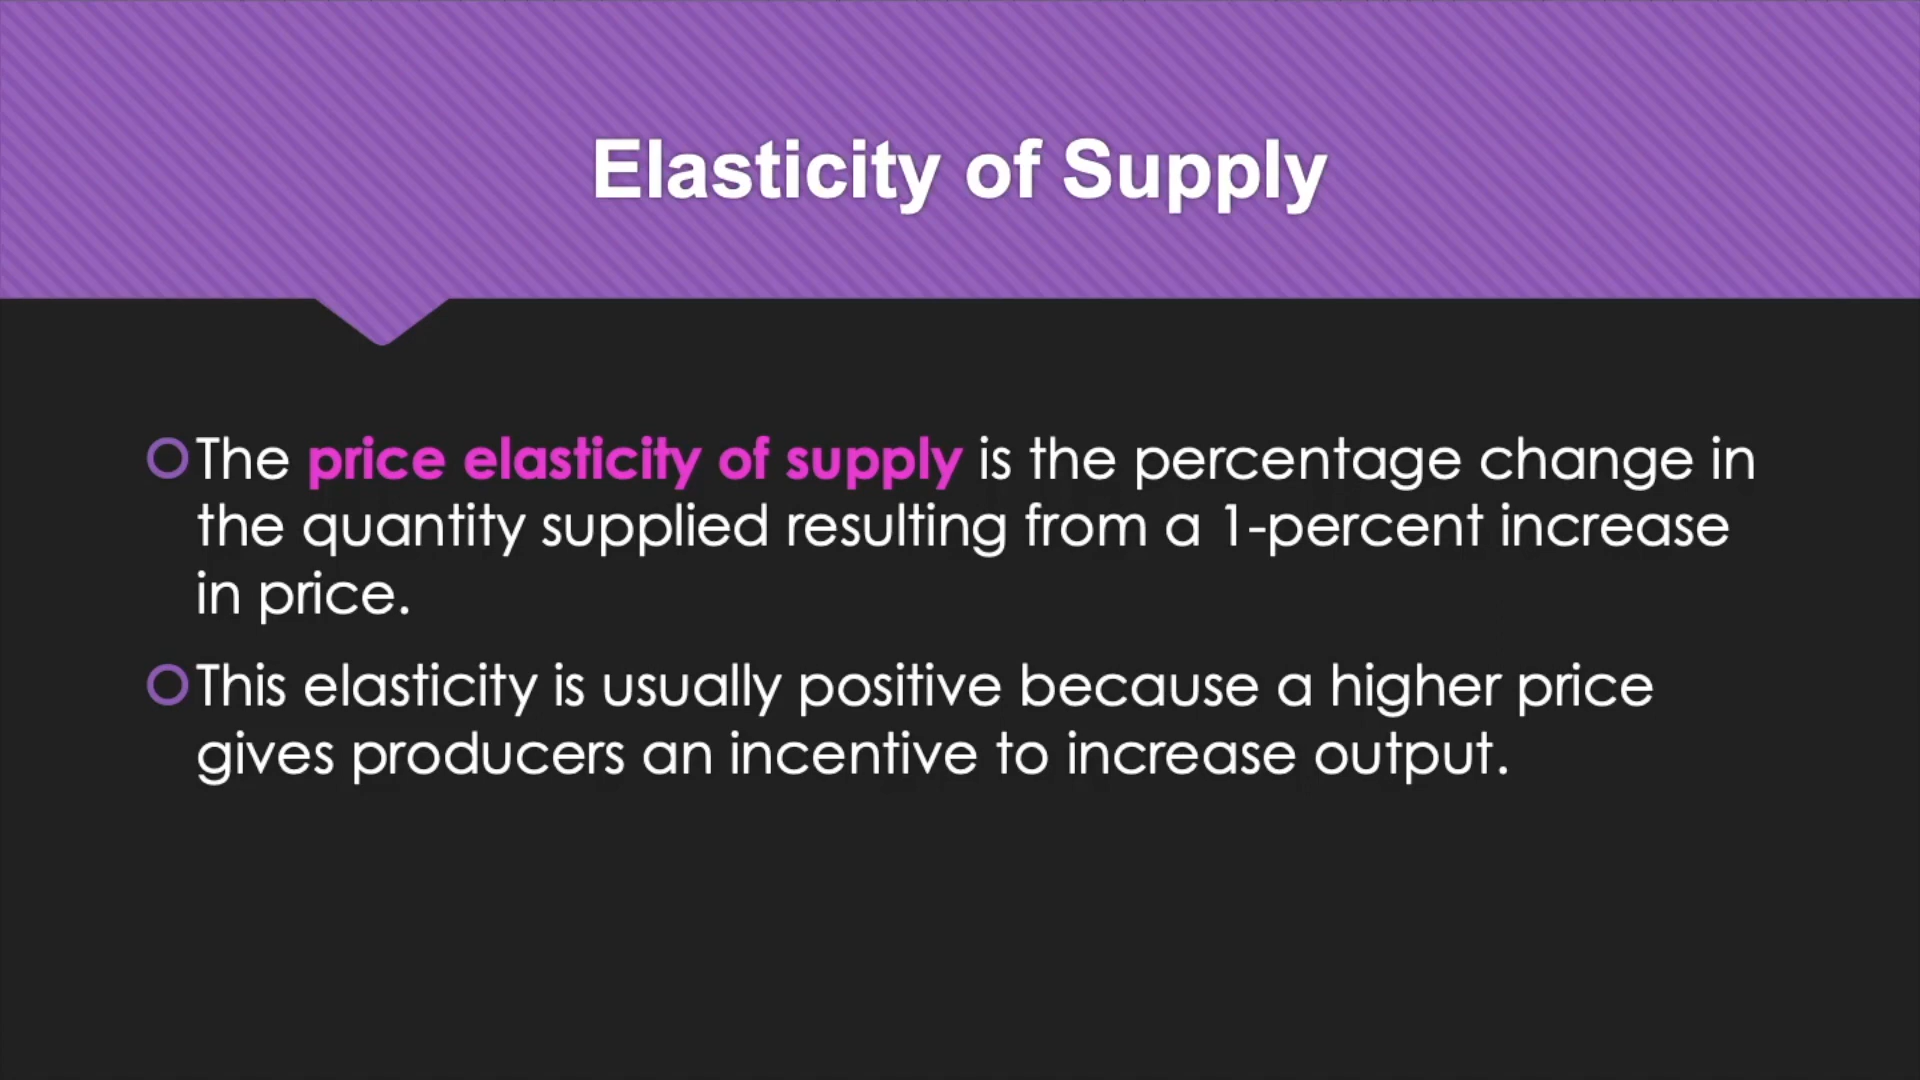 Elasticity of Supply
The price elasticity of supply is the percentage change in
the quantity supplied resulting from a 1-percent increase
in price.
This elasticity is usually positive because a higher price
gives producers an incentive to increase output.